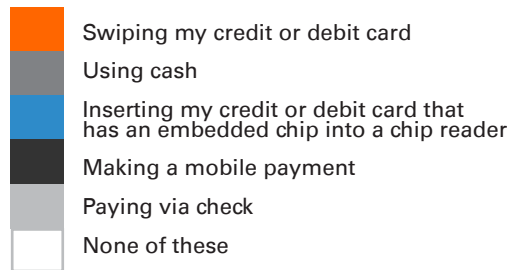 Swiping my credit or debit card
Using cash
Inserting my credit or debit card that
has an embedded chip into a chip reader
Making a mobile payment
Paying via check
None of these